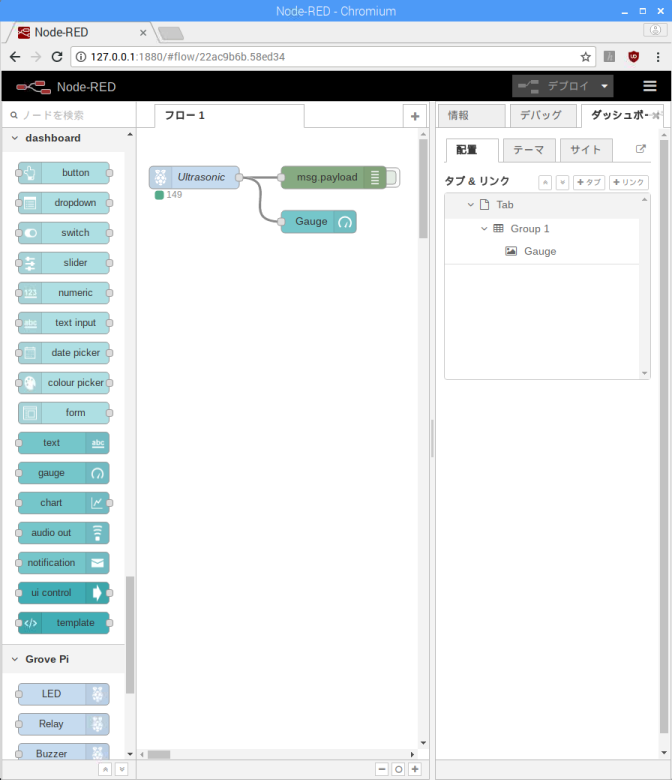 Node-RED - Chromium
Node-RED
127.0.0.1:1880/#flow/22ac9b6b.58ed34
Node-RED
デプロイ
ノードを検索
dashboard
button
dropdown
switch
slider
123
numeric
abc
text input
date picker
colour picker
form
text
abc
gauge
chart
audio out
notification
ui control
</>
template
Grove Pi
LED
Relay
Buzzer
フロー 1
Ultrasonic
149
msg.payload
Gauge
情報
デバッグ
ダッシュボー
配置
テーマ
サイト
タブ & リンク
+タブ
+リンク
Tab
Group 1
Gauge